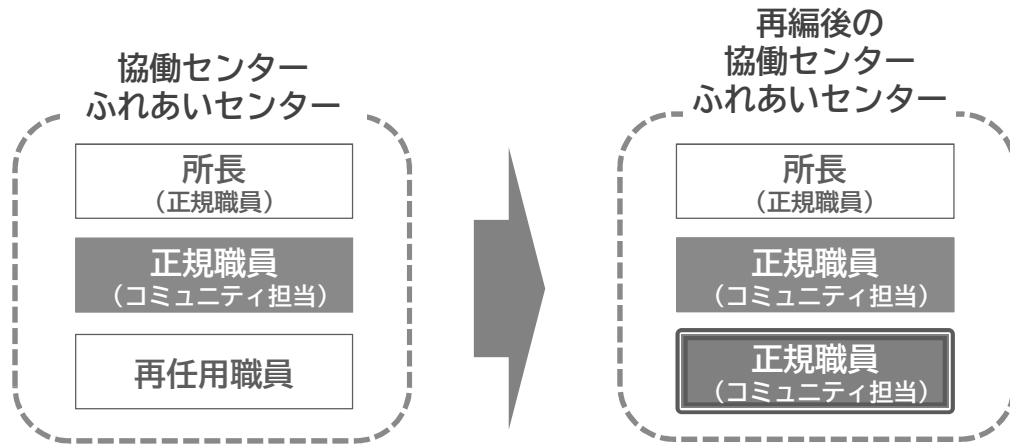 協働センター
ふれあいセンター
所長
（正規職員）
正規職員
（コミュニティ担当）
再任用職員
再編後の
協働センター
ふれあいセンター
所長
（正規職員）
正規職員
（コミュニティ担当）
正規職員
（コミュニティ担当）